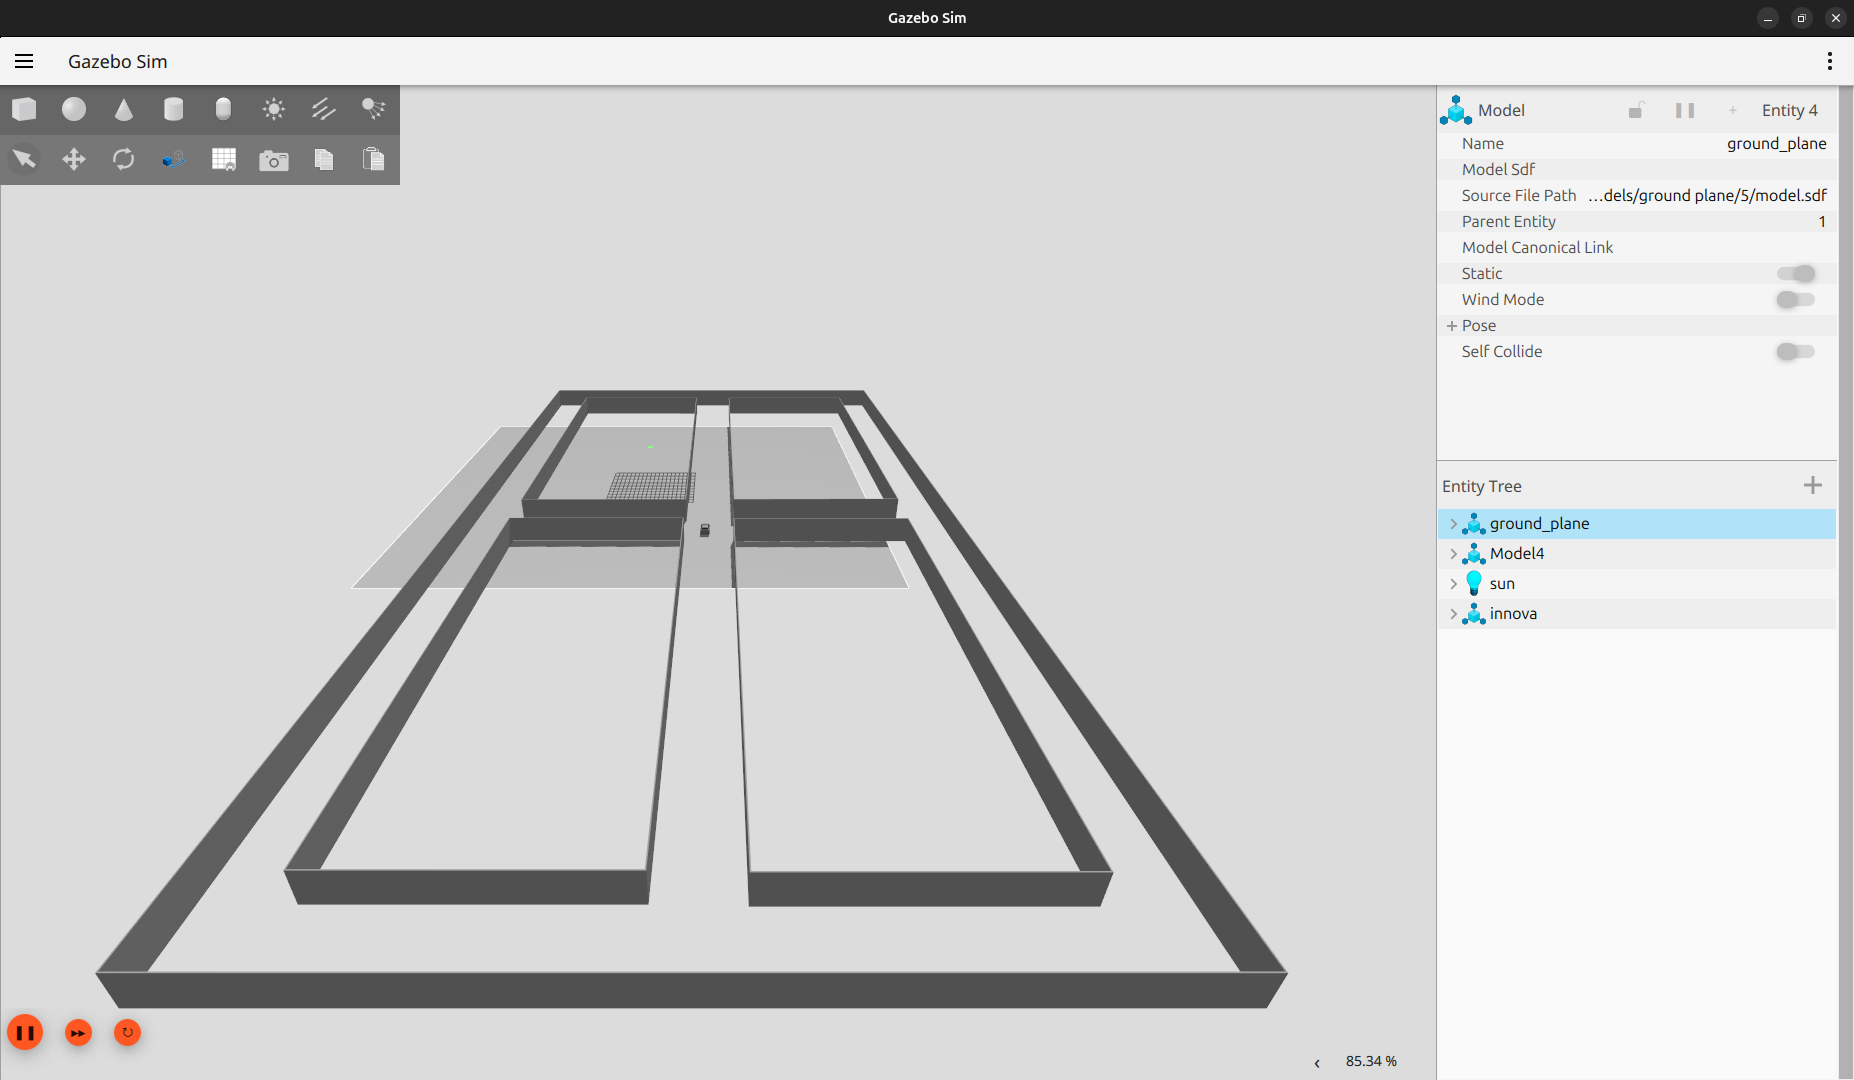 Gazebo Sim
Gazebo Sim
Model
Entity 4
Name
ground_plane
Model Sdf
Source File Path
...dels/ground plane/5/model.sdf
Parent Entity
1
Model Canonical Link
Static
Wind Mode
Pose
Self Collide
Entity Tree
ground_plane
Model4
sun
innova
85.34 %